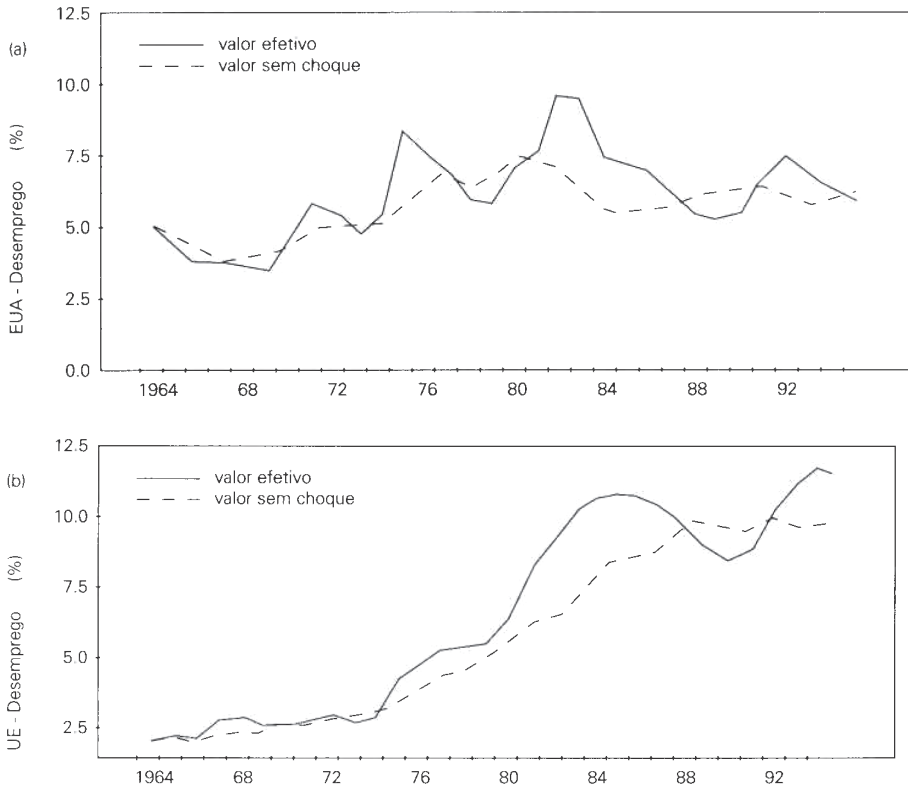 (a)
EUA - Desemprego (%)
12.5
10.0
7.5
5.0
2.5
0.0
valor efetivo
valor sem choque
1964 68 72 76 80 84 88 92
(b)
UE - Desemprego (%)
12.5
10.0
7.5
5.0
2.5
valor efetivo
valor sem choque
1964 68 72 76 80 84 88 92